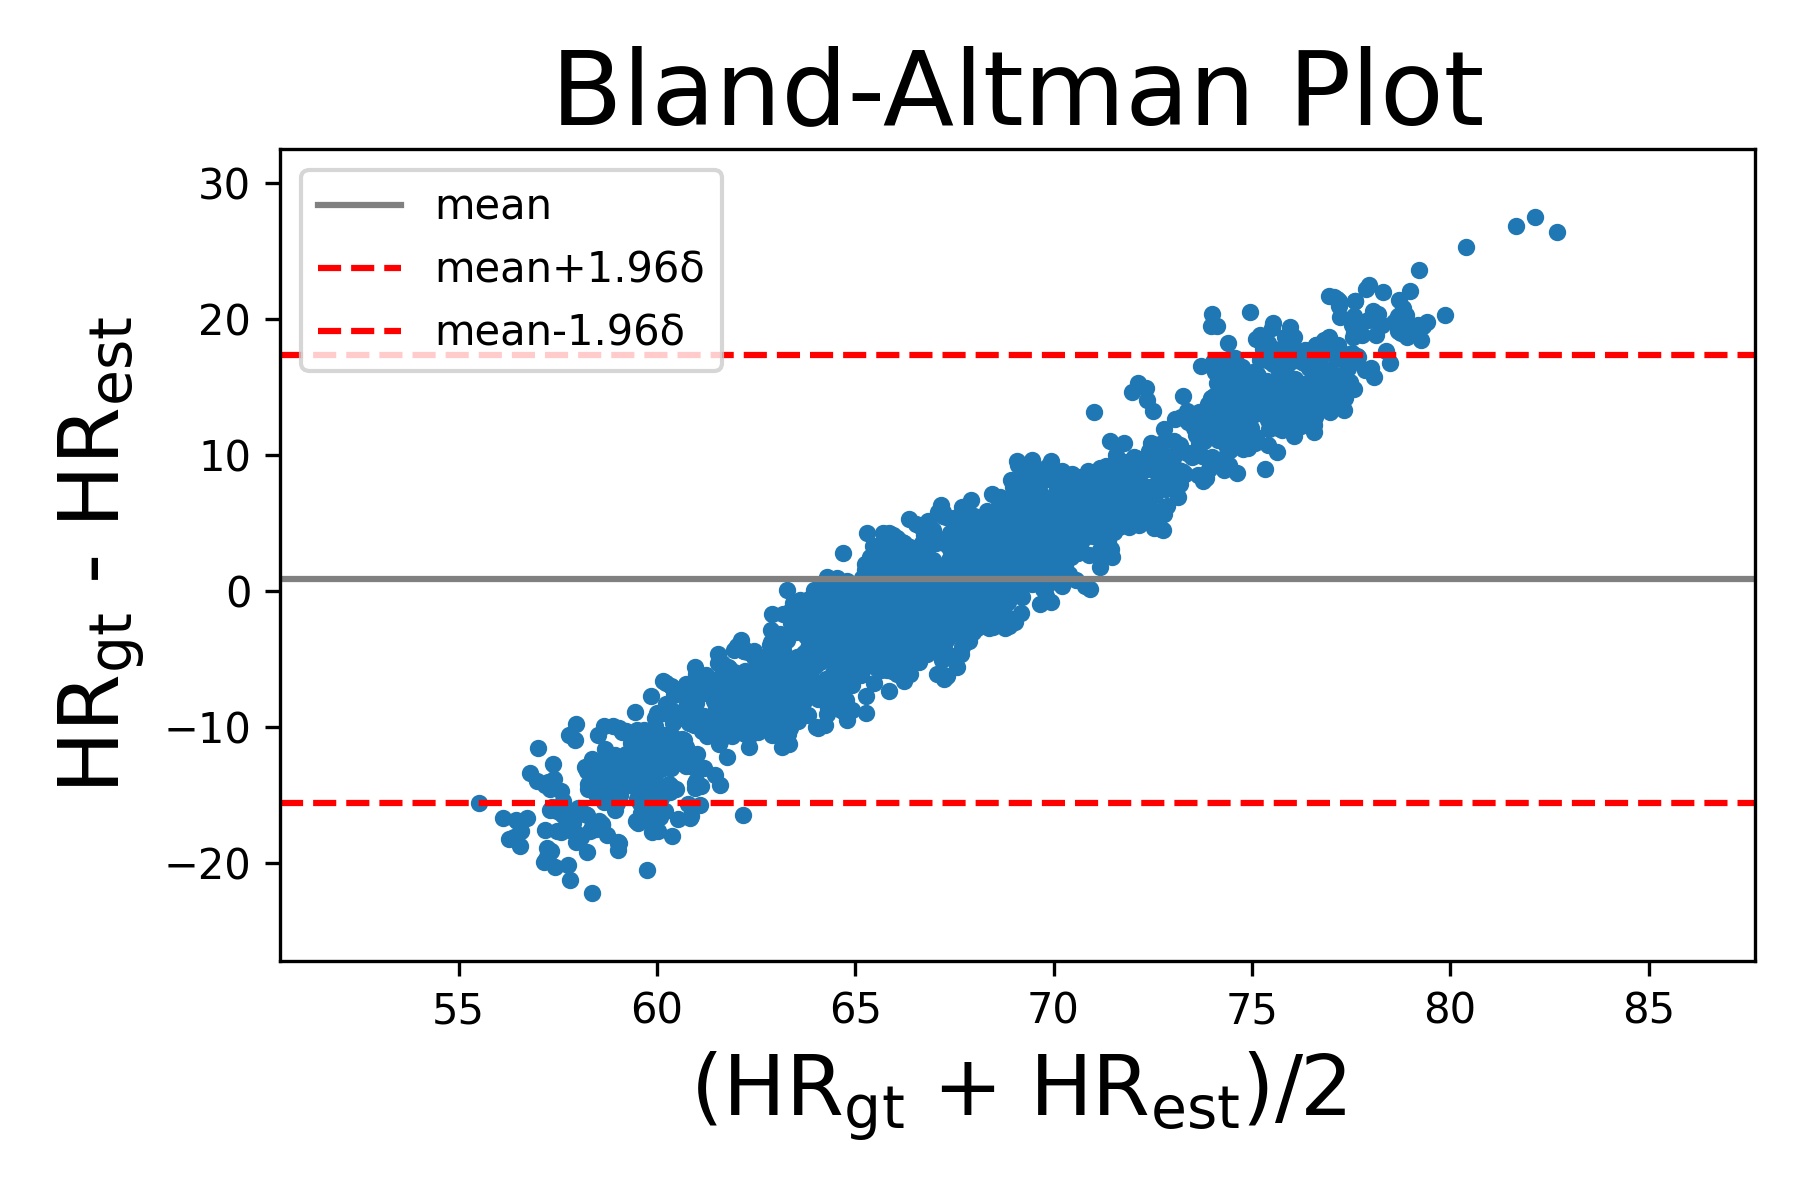 Bland-Altman Plot
mean
mean+1.96δ
mean-1.96δ
30
20
10
0
−10
−20
HRgt - HRest
55 60 65 70 75 80 85
(HRgt + HRest)/2